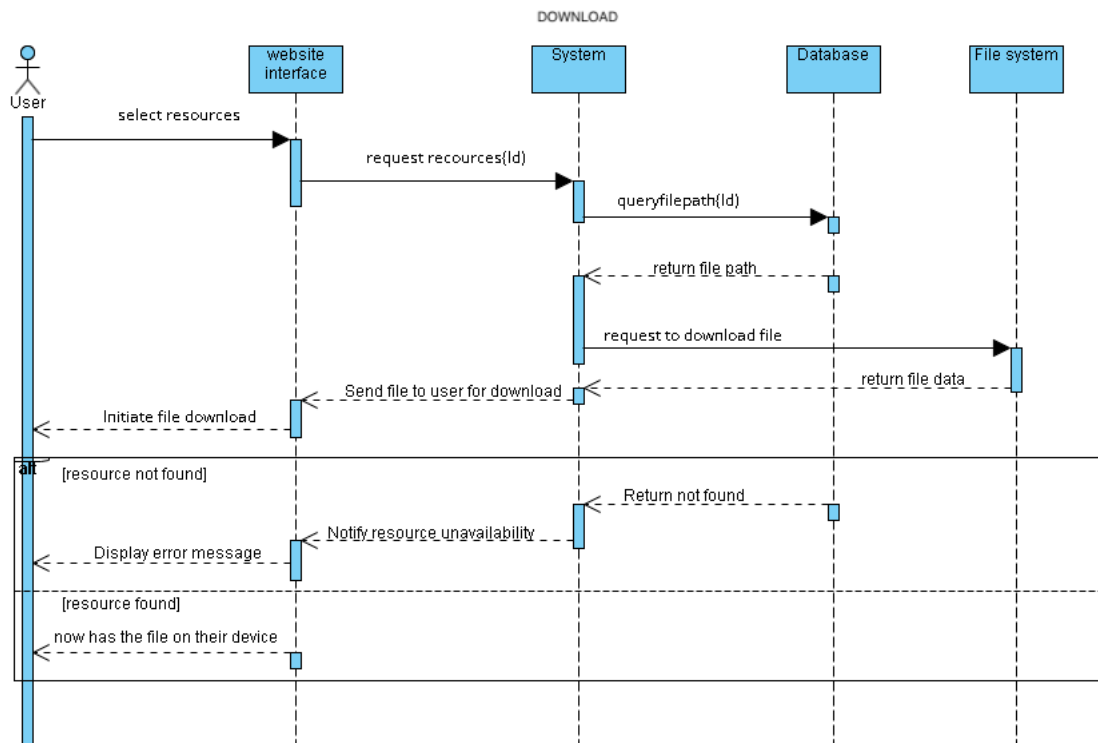 DOWNLOAD
User
website
interface
System
Database
File system
select resources
request recources(Id)
queryfilepath(Id)
return file path
request to download file
return file data
Send file to user for download
Initiate file download
alt
[resource not found]
Return not found
Notify resource unavailability
Display error message
[resource found]
now has the file on their device